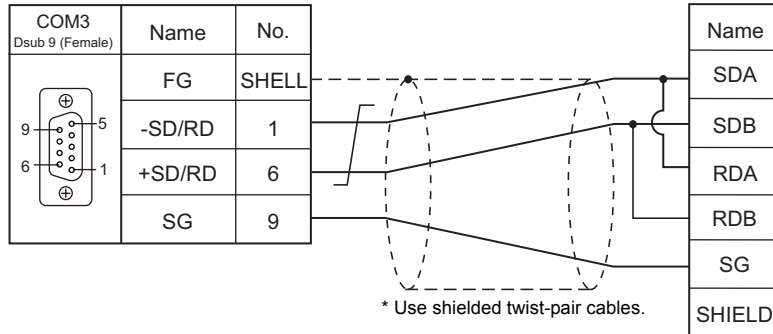 COM3
Dsub 9 (Female)
Name
No.
FG
SHELL
-SD/RD
1
+SD/RD
6
SG
9
9
5
6
1
* Use shielded twist-pair cables.
Name
SDA
SDB
RDA
RDB
SG
SHIELD